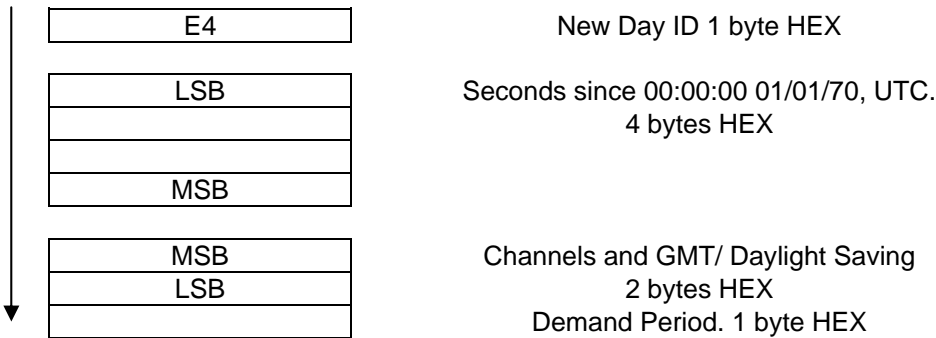 E4 New Day ID 1 byte HEX
LSB Seconds since 00:00:00 01/01/70, UTC.
4 bytes HEX
MSB
MSB Channels and GMT/ Daylight Saving
LSB 2 bytes HEX
Demand Period. 1 byte HEX